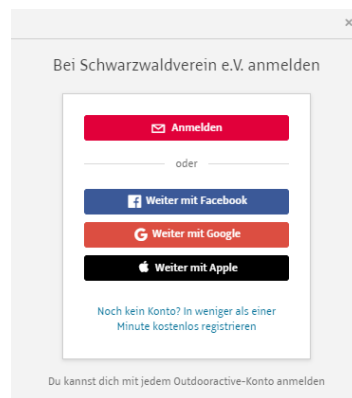 ×
Bei Schwarzwaldverein e.V. anmelden
Anmelden
oder
Weiter mit Facebook
Weiter mit Google
Weiter mit Apple
Noch kein Konto? In weniger als einer
Minute kostenlos registrieren
Du kannst dich mit jedem Outdooractive-Konto anmelden